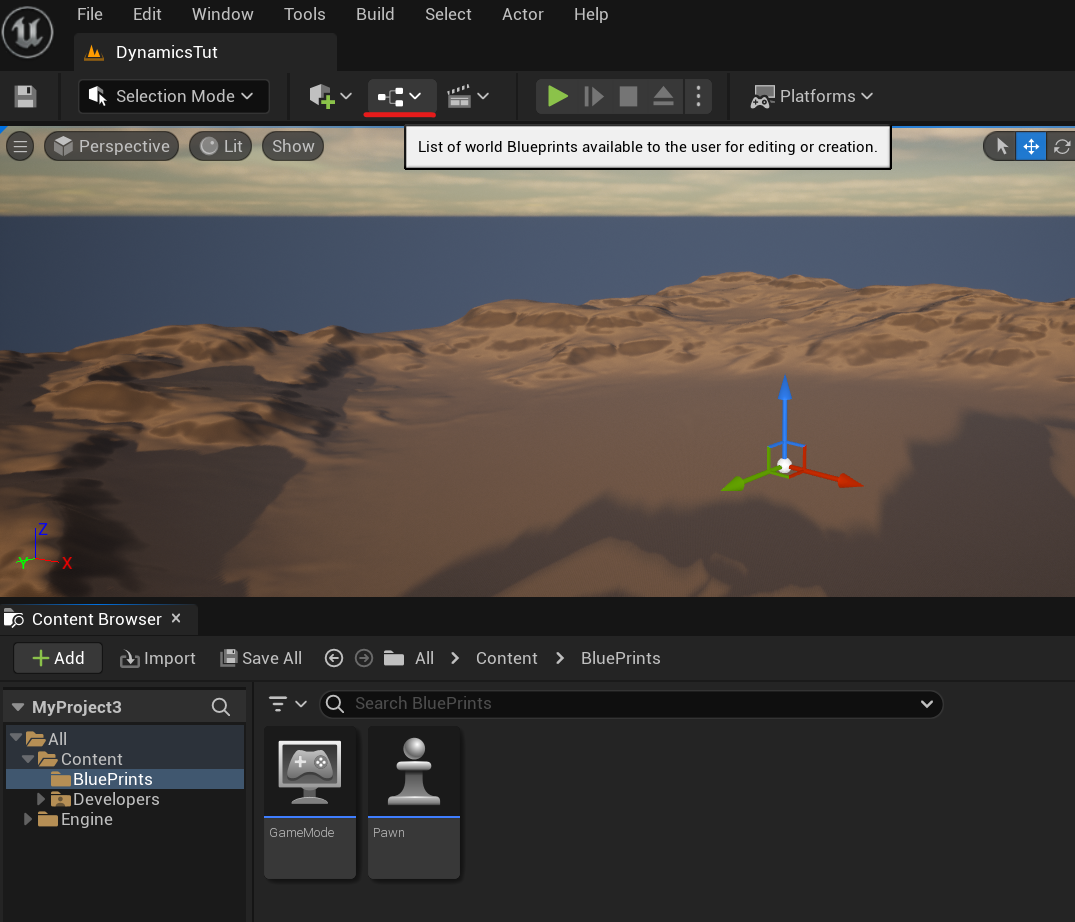 File Edit Window Tools Build Select Actor Help
DynamicsTut
Selection Mode Platforms
Perspective Lit Show
List of world Blueprints available to the user for editing or creation.
Z
Y X
Content Browser
Add Import Save All All Content BluePrints
MyProject3
Search BluePrints
All
Content
BluePrints
Developers
Engine
GameMode Pawn